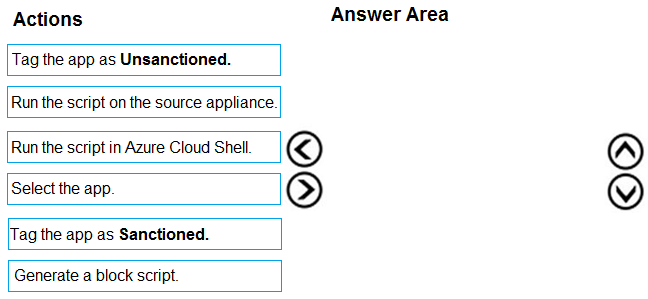 Actions
Answer Area
Tag the app as Unsanctioned.
Run the script on the source appliance.
Run the script in Azure Cloud Shell.
Select the app.
Tag the app as Sanctioned.
Generate a block script.